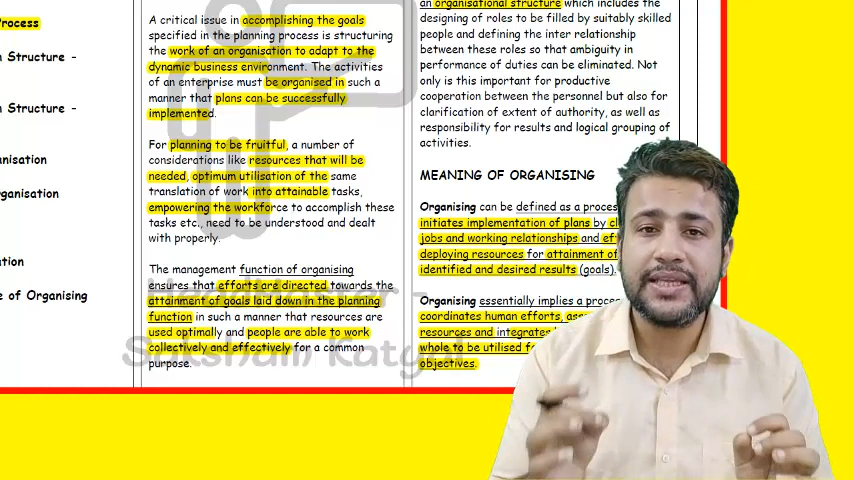 Process
n Structure -
n Structure -
anisation
rganisation
ation
e of Organising
A critical issue in accomplishing the goals
specified in the planning process is structuring
the work of an organisation to adapt to the
dynamic business environment. The activities
of an enterprise must be organised in such a
manner that plans can be successfully
implemented.
For planning to be fruitful, a number of
considerations like resources that will be
needed, optimum utilisation of the same
translation of work into attainable tasks,
empowering the workforce to accomplish these
tasks etc., need to be understood and dealt
with properly.
The management function of organising
ensures that efforts are directed towards the
attainment of goals laid down in the planning
function in such a manner that resources are
used optimally and people are able to work
collectively and effectively for a common
purpose.
an organisational structure which includes the
designing of roles to be filled by suitably skilled
people and defining the inter relationship
between these roles so that ambiguity in
performance of duties can be eliminated. Not
only is this important for productive
cooperation between the personnel but also for
clarification of extent of authority, as well as
responsibility for results and logical grouping of
activities.
MEANING OF ORGANISING
Organising can be defined as a proces
initiates implementation of plans by cl
jobs and working relationships and eff
deploying resources for attainment of
identified and desired results (goals).
Organising essentially implies a proce
coordinates human efforts, ass
resources and integrates
whole to be utilised f
objectives.